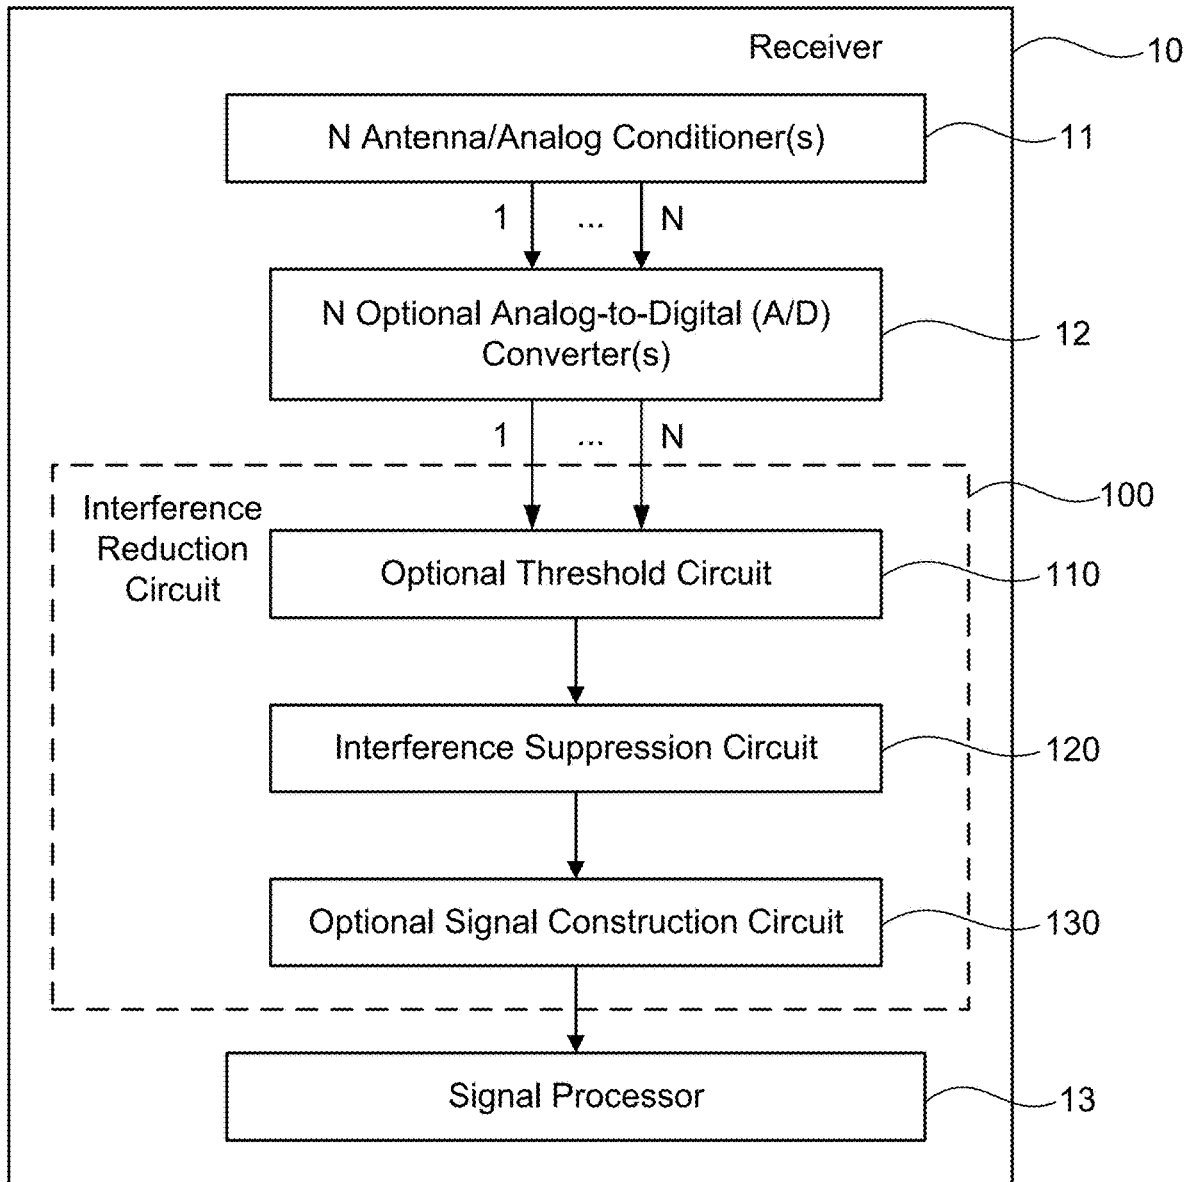 Receiver
10
N Antenna/Analog Conditioner(s)
11
1 ... N
N Optional Analog-to-Digital (A/D)
Converter(s)
12
1 ... N
Interference
Reduction
Circuit
100
Optional Threshold Circuit
110
Interference Suppression Circuit
120
Optional Signal Construction Circuit
130
Signal Processor
13